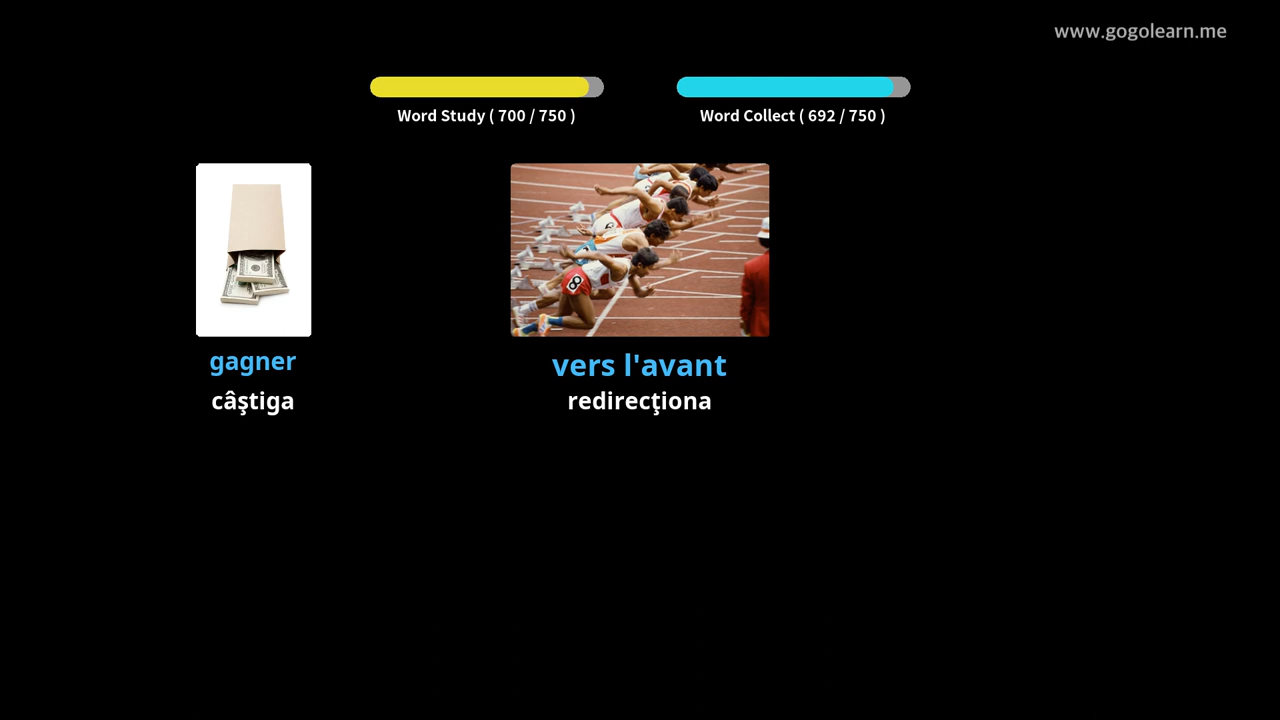 www.gogolearn.me
Word Study ( 700 / 750 )
Word Collect ( 692 / 750 )
gagner
câştiga
vers l'avant
redirecţiona